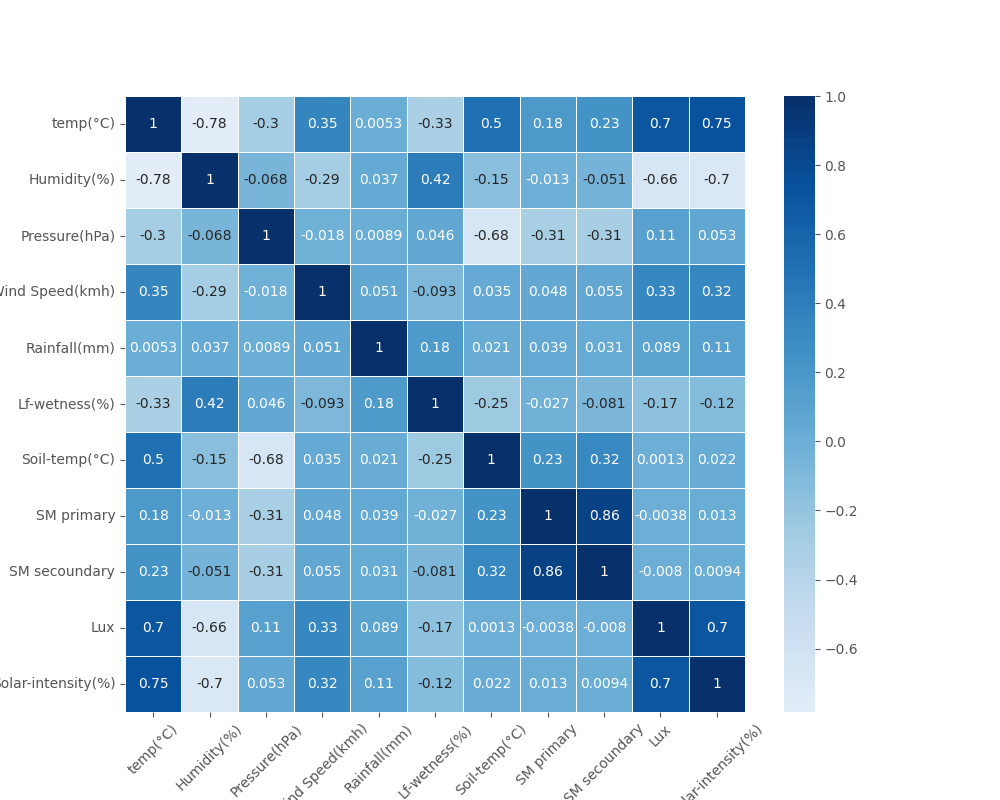 temp(°C) 1 -0.78 -0.3 0.35 0.0053 -0.33 0.5 0.18 0.23 0.7 0.75
Humidity(%) -0.78 1 -0.068 -0.29 0.037 0.42 -0.15 -0.013 -0.051 -0.66 -0.7
Pressure(hPa) -0.3 -0.068 1 -0.018 0.0089 0.046 -0.68 -0.31 -0.31 0.11 0.053
Wind Speed(kmh) 0.35 -0.29 -0.018 1 0.051 -0.093 0.035 0.048 0.055 0.33 0.32
Rainfall(mm) 0.0053 0.037 0.0089 0.051 1 0.18 0.021 0.039 0.031 0.089 0.11
Lf-wetness(%) -0.33 0.42 0.046 -0.093 0.18 1 -0.25 -0.027 -0.081 -0.17 -0.12
Soil-temp(°C) 0.5 -0.15 -0.68 0.035 0.021 -0.25 1 0.23 0.32 0.0013 0.022
SM primary 0.18 -0.013 -0.31 0.048 0.039 -0.027 0.23 1 0.86 -0.0038 0.013
SM secoundary 0.23 -0.051 -0.31 0.055 0.031 -0.081 0.32 0.86 1 -0.008 0.0094
Lux 0.7 -0.66 0.11 0.33 0.089 -0.17 0.0013 -0.0038 -0.008 1 0.7
Solar-intensity(%) 0.75 -0.7 0.053 0.32 0.11 -0.12 0.022 0.013 0.0094 0.7 1
temp(°C) Humidity(%) Pressure(hPa) ind Speed(kmh) Rainfall(mm) Lf-wetness(%) Soil-temp(°C) SM primary SM secoundary Lux lar-intensity(%)
1.0
0.8
0.6
0.4
0.2
0.0
−0.2
−0.4
−0.6